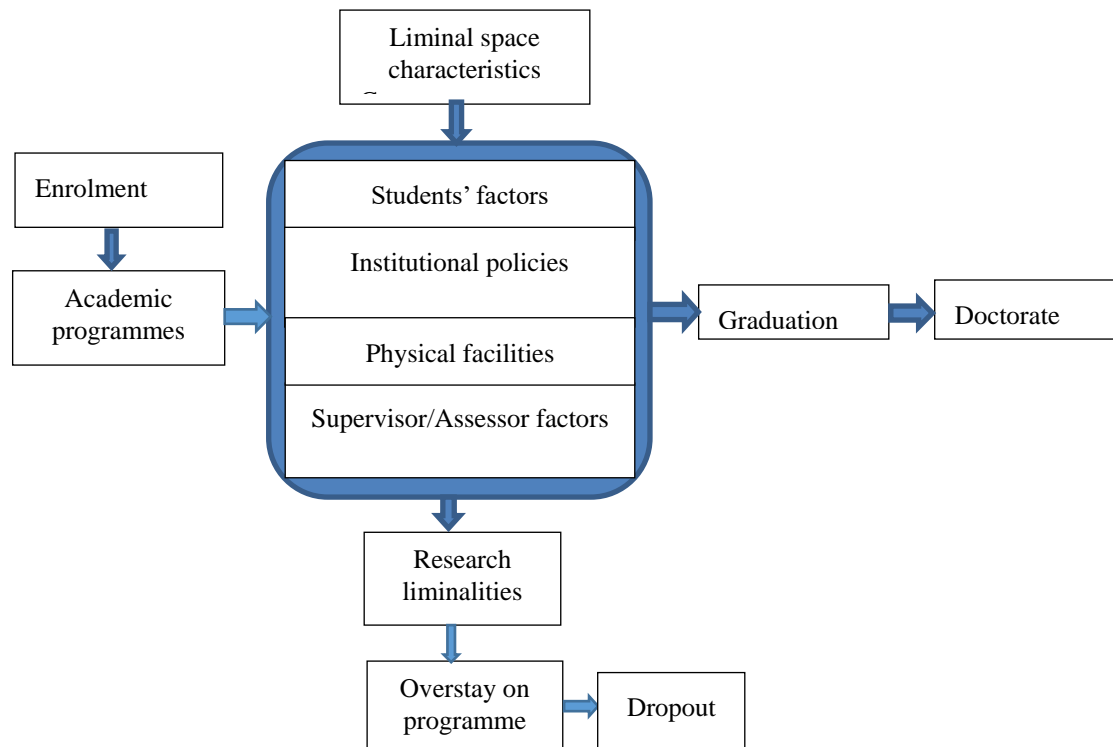 Liminal space
characteristics
Enrolment
Academic
programmes
Students’ factors
Institutional policies
Physical facilities
Supervisor/Assessor factors
Graduation
Doctorate
Research
liminalities
Overstay on
programme
Dropout